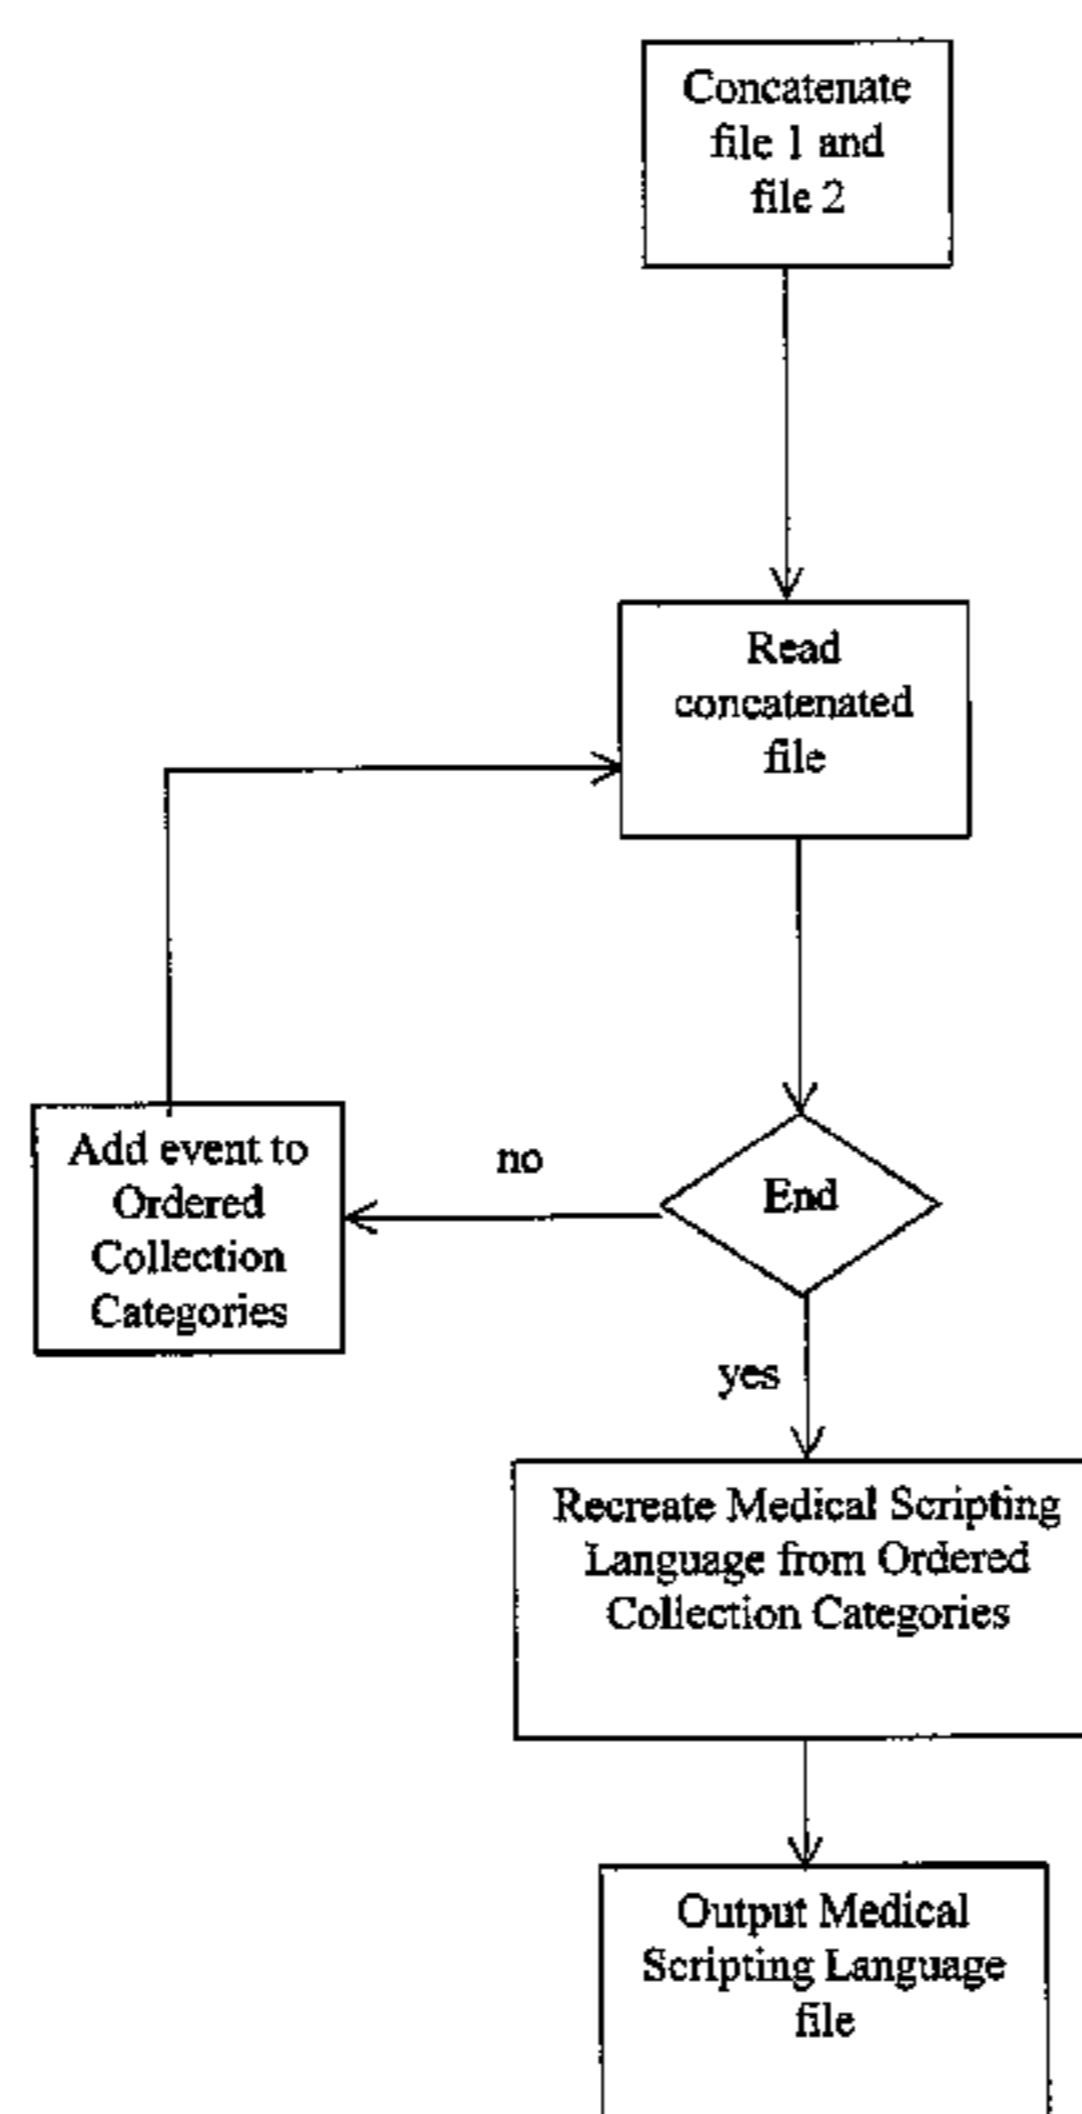 Concatenate
file 1 and
file 2
Read
concatenated
file
Add event to
Ordered
Collection
Categories
no
End
yes
Recreate Medical Scripting
Language from Ordered
Collection Categories
Output Medical
Scripting Language
file